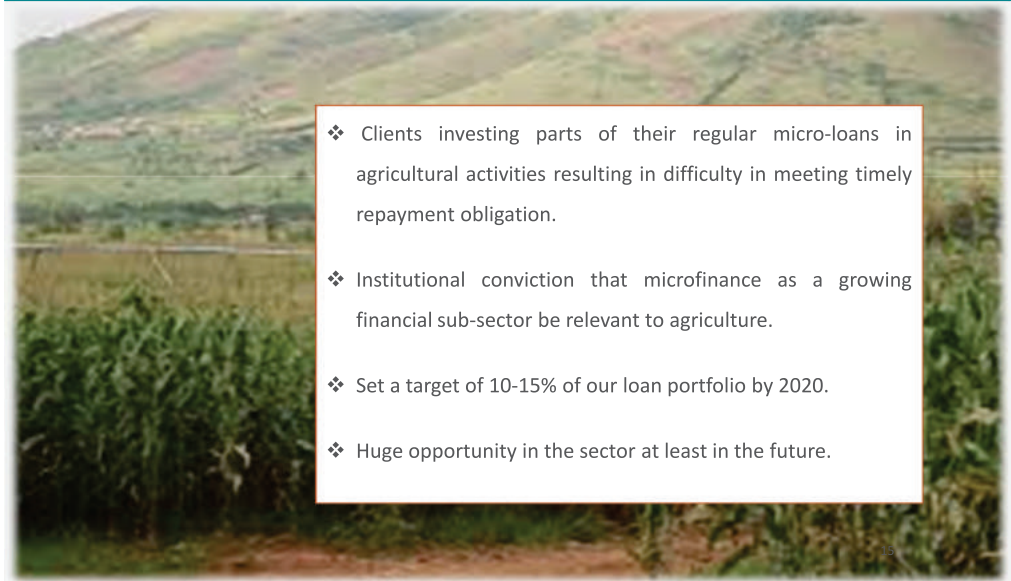 ❖ Clients investing parts of their regular micro-loans in
agricultural activities resulting in difficulty in meeting timely
repayment obligation.
❖ Institutional conviction that microfinance as a growing
financial sub-sector be relevant to agriculture.
❖ Set a target of 10-15% of our loan portfolio by 2020.
❖ Huge opportunity in the sector at least in the future.